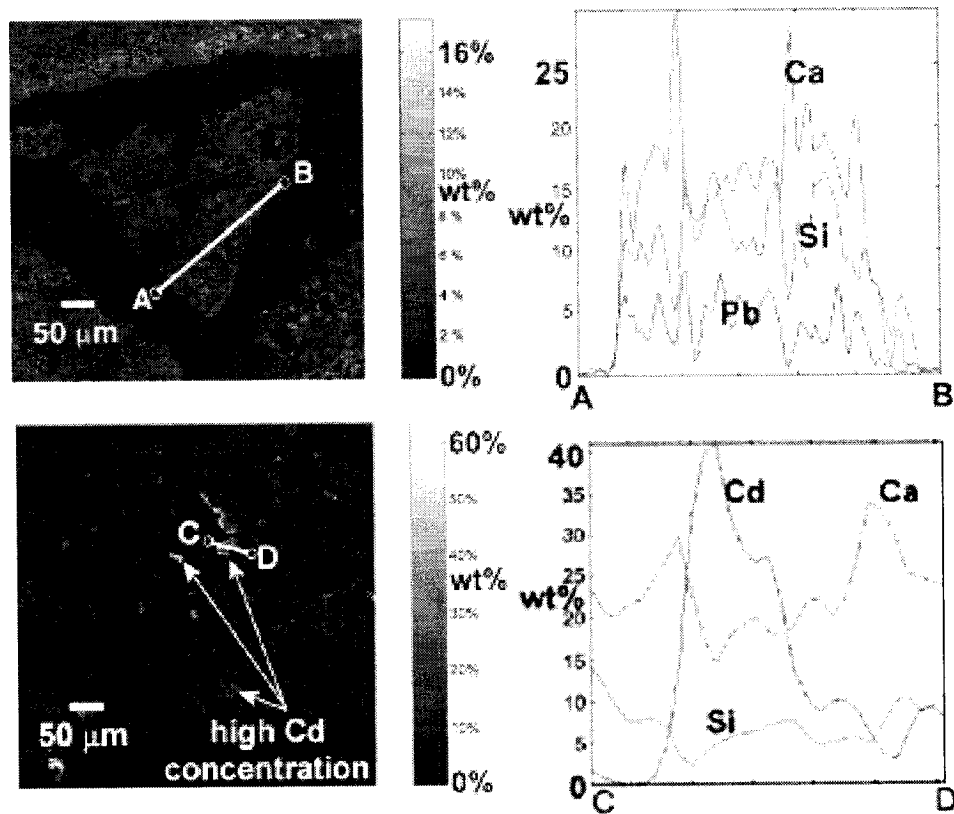 16%
14%
12%
10%
wt%
8%
6%
4%
2%
0%
B
A
50 μm
25
20
15
wt%
10
5
0
Ca
Si
Pb
A
B
60%
50%
40%
wt%
30%
20%
10%
0%
C
D
50 μm
high Cd
concentration
40
35
30
25
wt%
20
15
10
5
0
Cd
Ca
Si
C
D